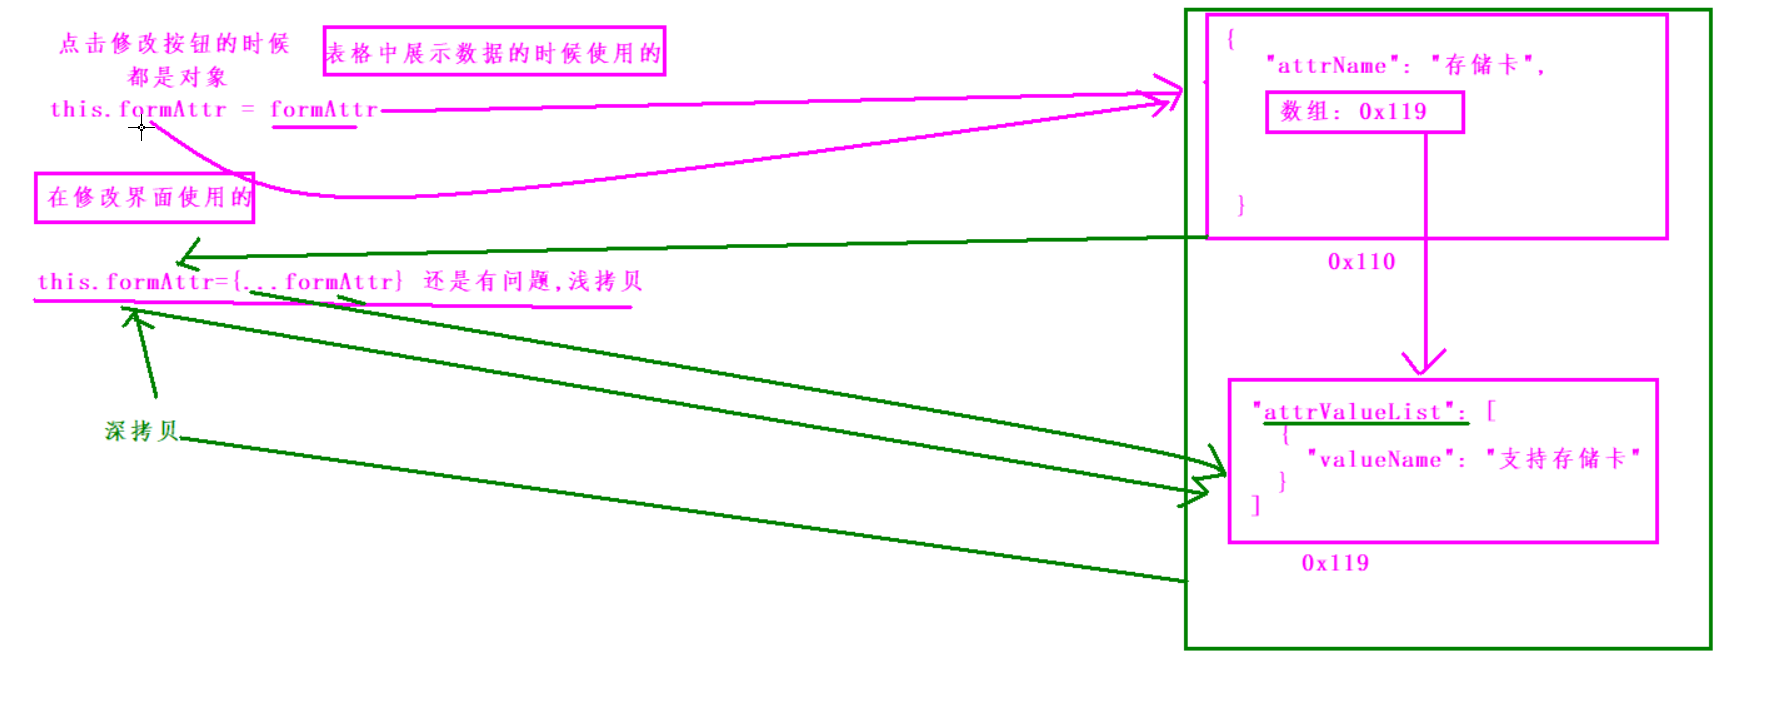 点击修改按钮的时候
都是对象
this.formAttr = formAttr
表格中展示数据的时候使用的
在修改界面使用的
this.formAttr={...formAttr} 还是有问题,浅拷贝
深拷贝
{
"attrName": "存储卡",
数组: 0x119
}
0x110
"attrValueList": [
{
"valueName": "支持存储卡"
}
]
0x119